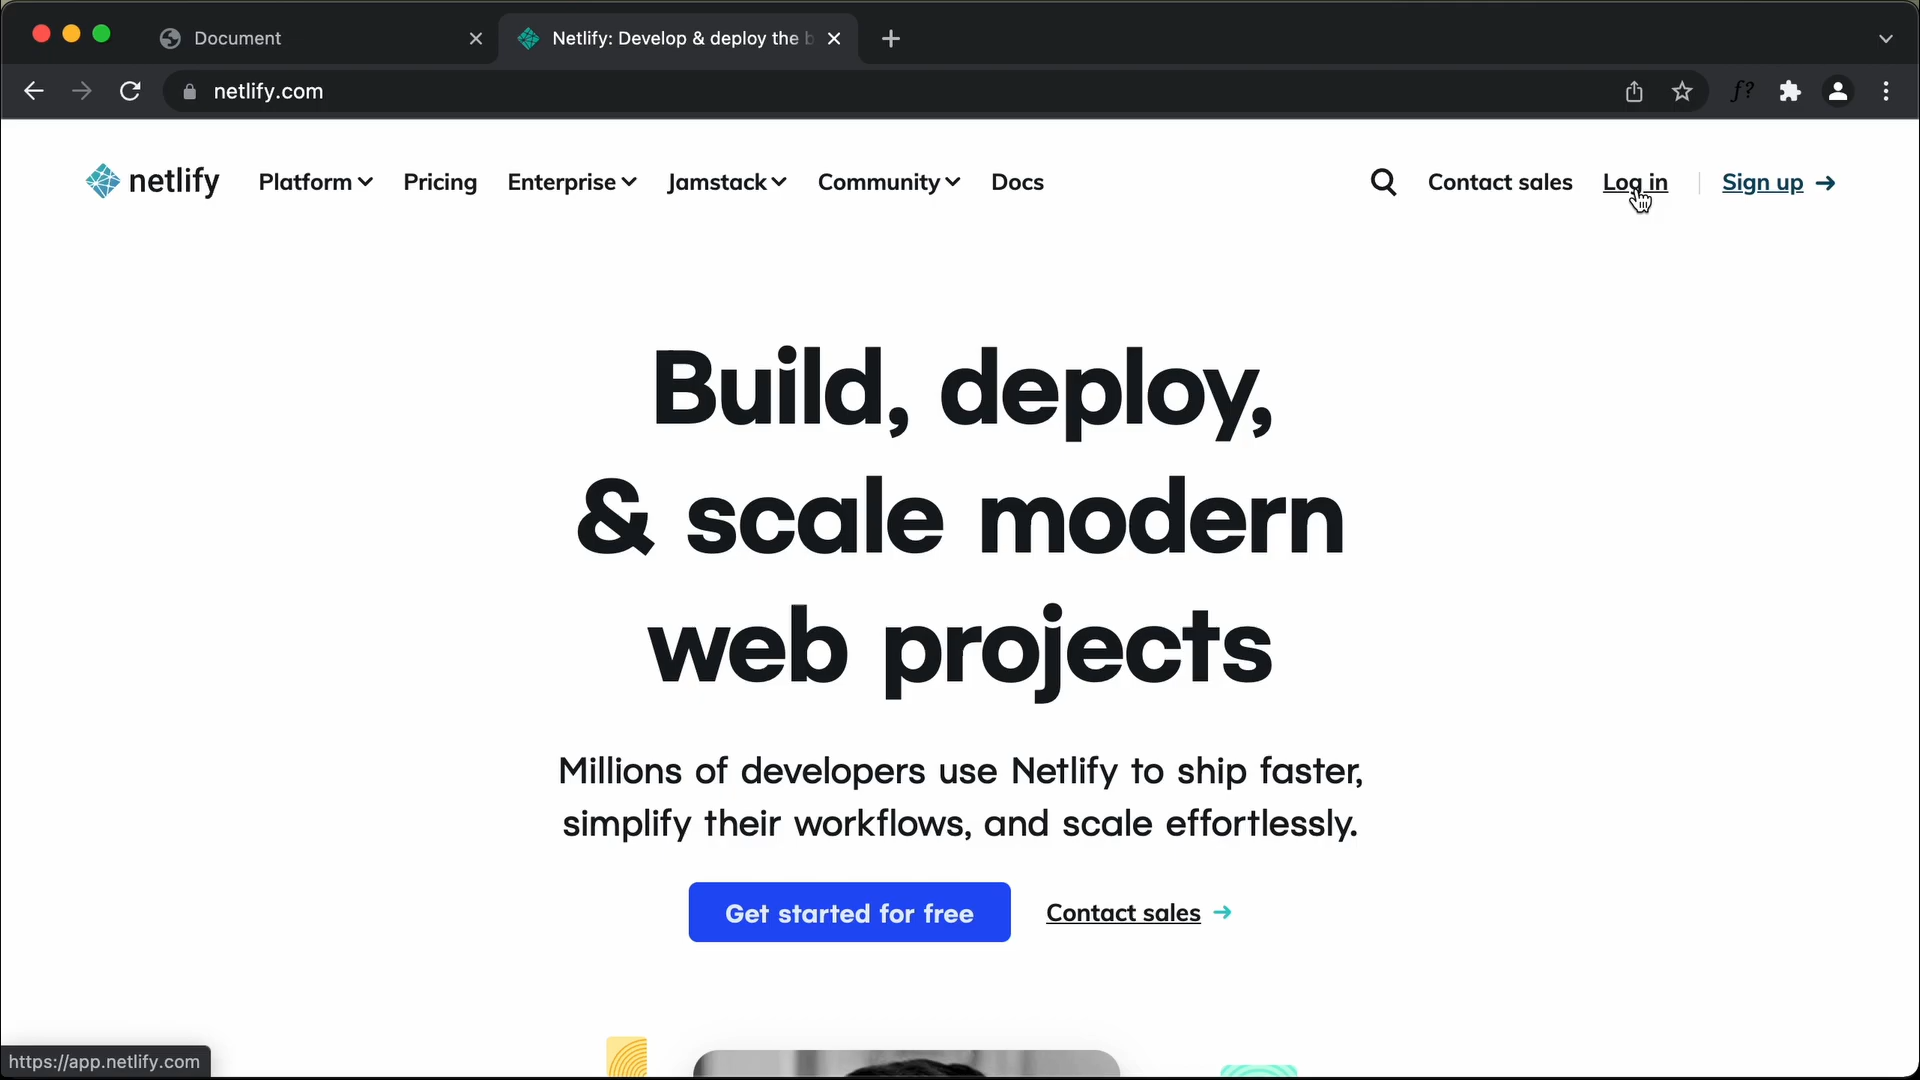 Document
Netlify: Develop & deploy the b
netlify.com
f?
netlify
Platform
Pricing
Enterprise
Jamstack
Community
Docs
Contact sales
Log in
Sign up →
Build, deploy,
& scale modern
web projects
Millions of developers use Netlify to ship faster,
simplify their workflows, and scale effortlessly.
Get started for free
Contact sales →
https://app.netlify.com